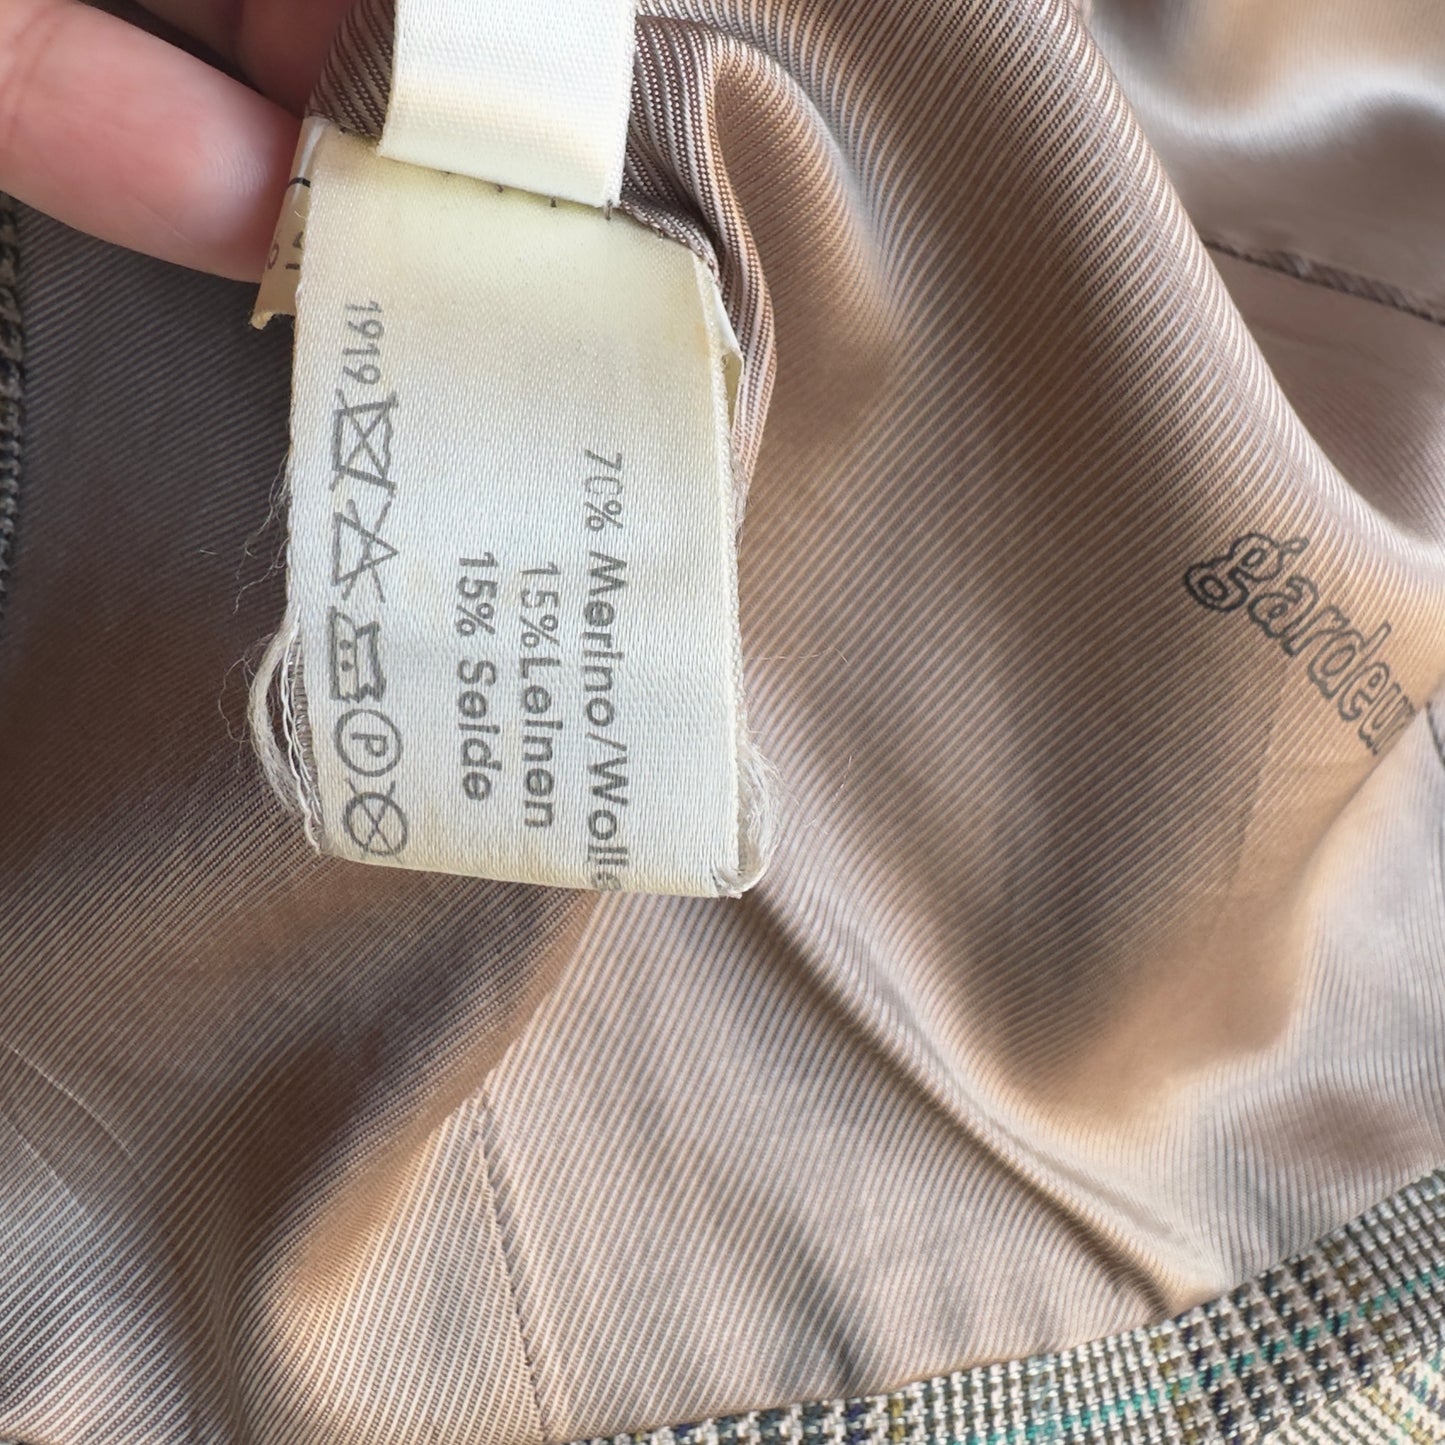 1919
70% Merino/Wolle
15%Leinen
15% Seide
P
gardeur